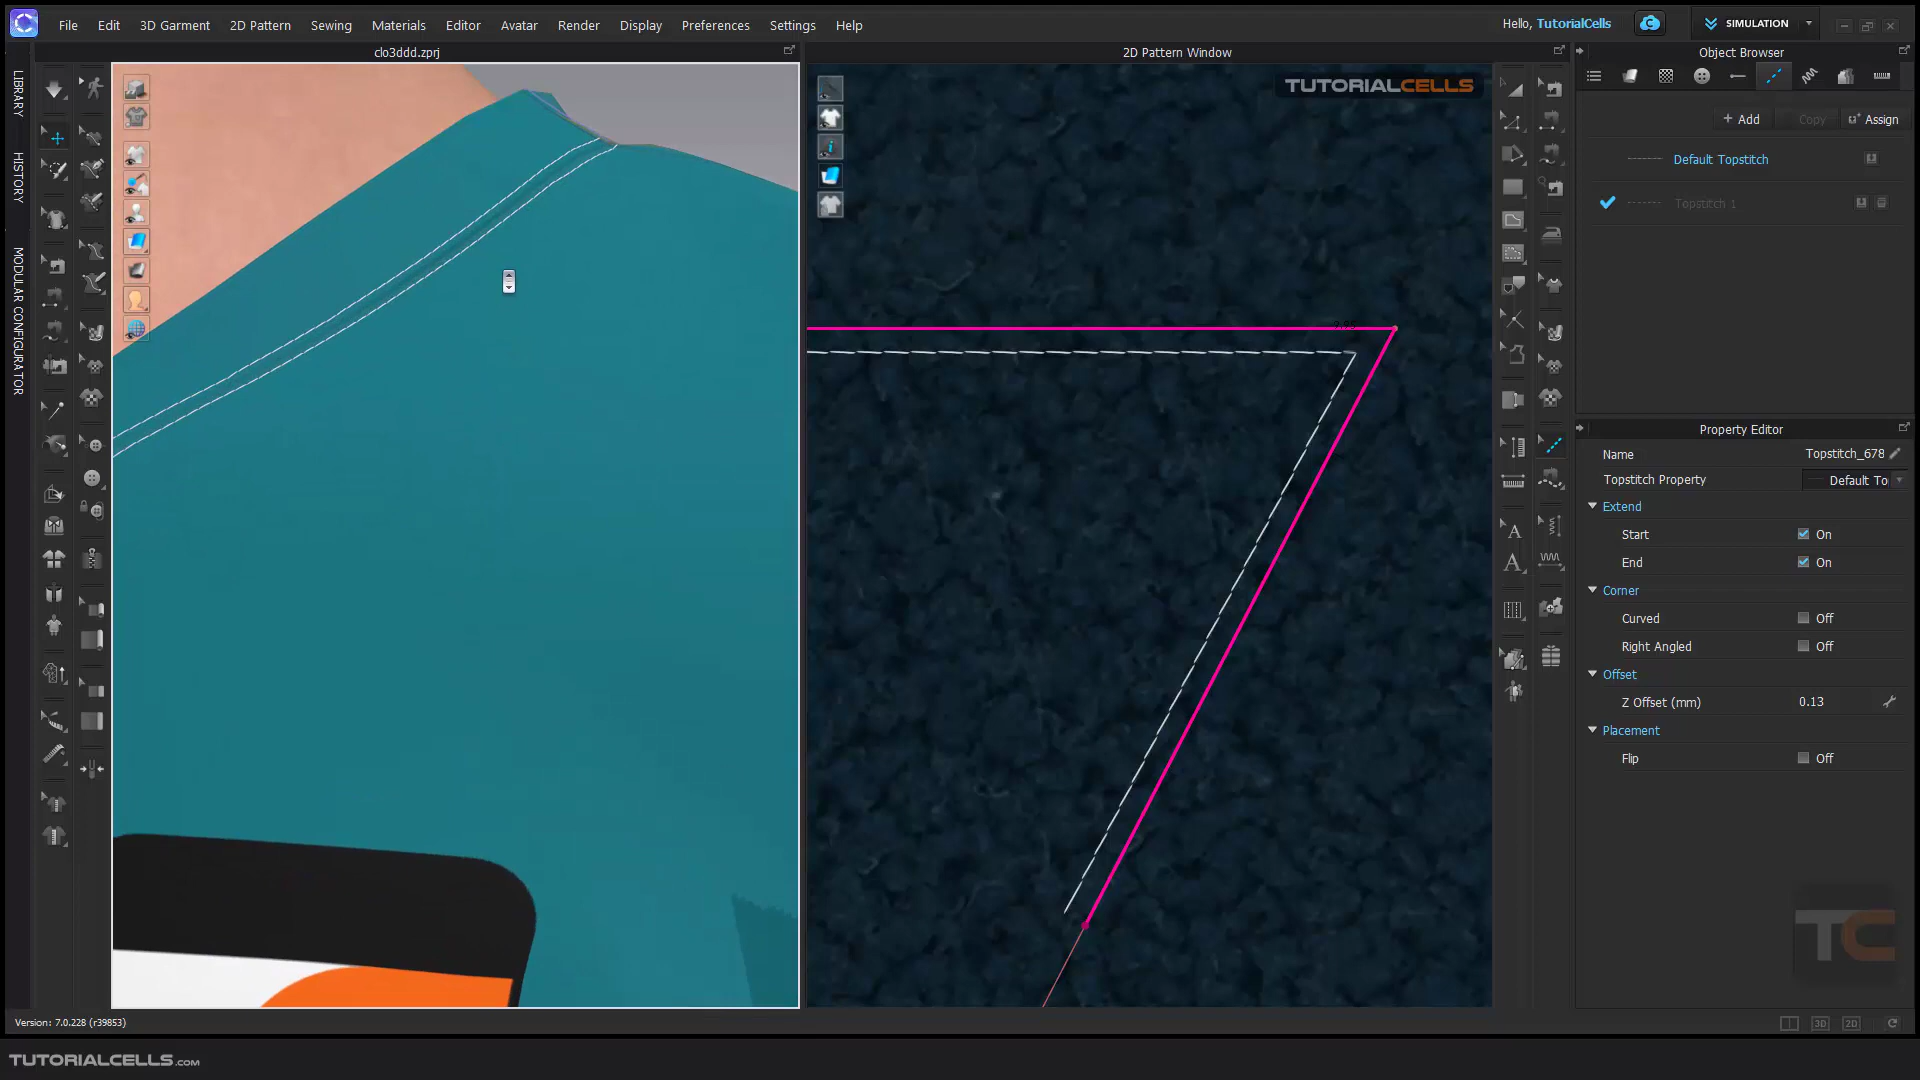 File Edit 3D Garment 2D Pattern Sewing Materials Editor Avatar Render Display Preferences Settings Help
Hello, TutorialCells
SIMULATION
clo3ddd.zprj
2D Pattern Window
Object Browser
LIBRARY
HISTORY
MODULAR CONFIGURATOR
TUTORIALCELLS
+ Add
Copy
Assign
Default Topstitch
Topstitch 1
Property Editor
Name Topstitch_678
Topstitch Property Default To
Extend
Start On
End On
Corner
Curved Off
Right Angled Off
Offset
Z Offset (mm) 0.13
Placement
Flip Off
A
A
TC
Version: 7.0.228 (r39853)
3D
2D
TUTORIALCELLS.com